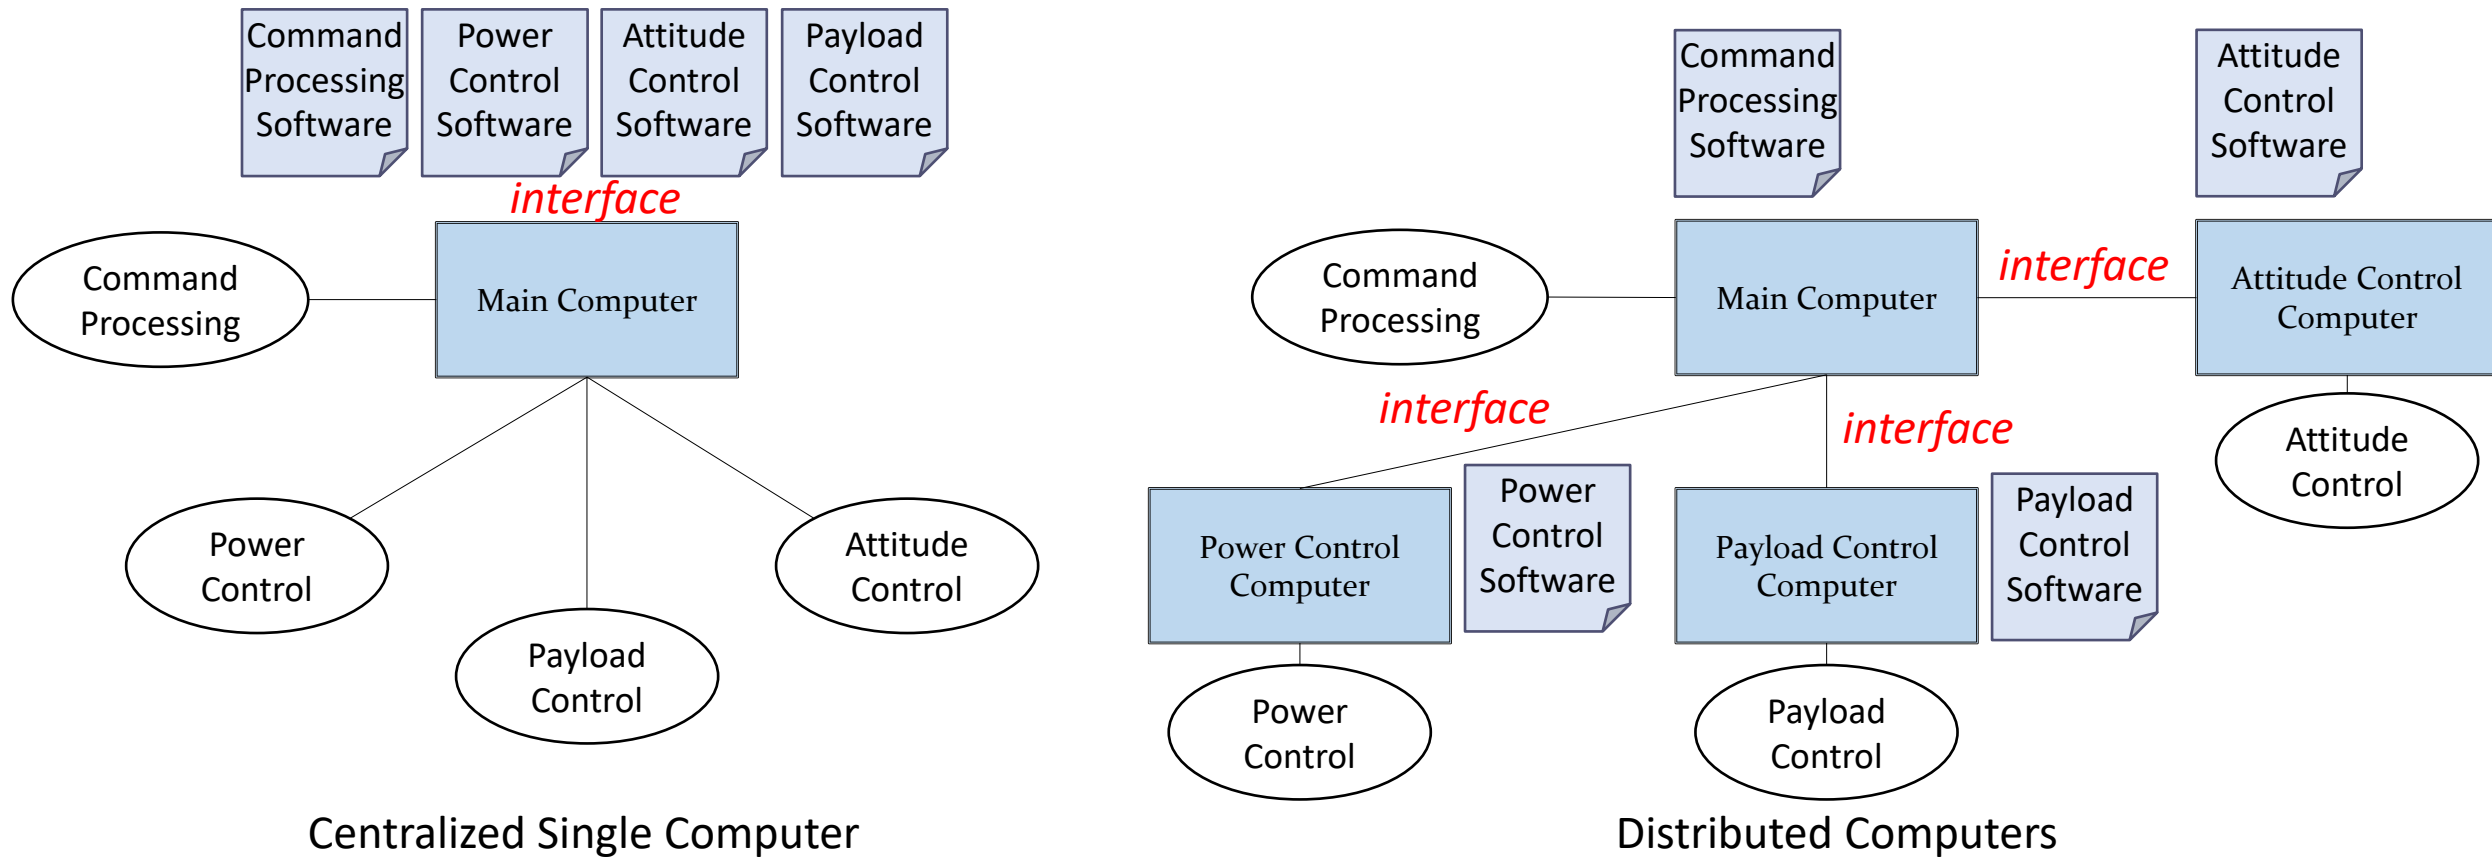 Command
Processing
Software
Power
Control
Software
Attitude
Control
Software
Payload
Control
Software
interface
Main Computer
Command
Processing
Power
Control
Payload
Control
Attitude
Control
Centralized Single Computer
Command
Processing
Software
Attitude
Control
Software
Command
Processing
Main Computer
interface
Attitude Control
Computer
interface
interface
Attitude
Control
Power Control
Computer
Power
Control
Software
Payload Control
Computer
Payload
Control
Software
Power
Control
Payload
Control
Distributed Computers